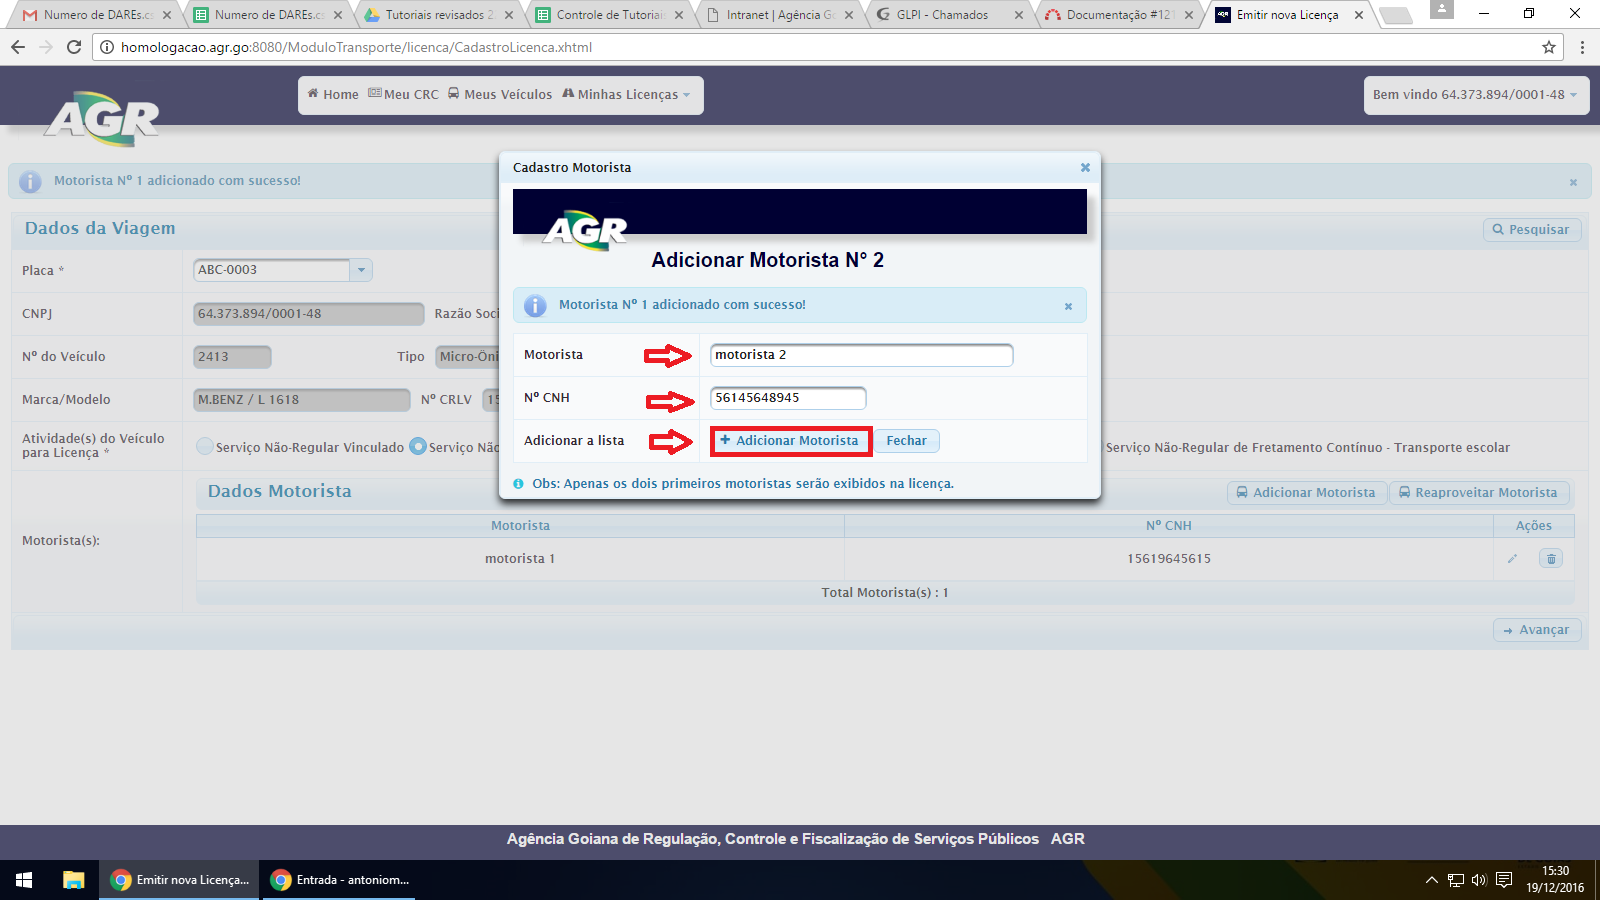 Numero de DAREs.cs
Numero de DAREs.cs
Tutoriais revisados 2
Controle de Tutoriai
Intranet | Agência Go
GLPI - Chamados
Documentação #121
Emitir nova Licença
homologacao.agr.go:8080/ModuloTransporte/licenca/CadastroLicenca.xhtml
AGR
Home
Meu CRC
Meus Veículos
Minhas Licenças
Bem vindo 64.373.894/0001-48
Motorista Nº 1 adicionado com sucesso!
Dados da Viagem
Pesquisar
Placa *
ABC-0003
CNPJ
64.373.894/0001-48
Razão Soci
Nº do Veículo
2413
Tipo
Micro-Ôni
Marca/Modelo
M.BENZ / L 1618
Nº CRLV
15
Atividade(s) do Veículo
para Licença *
Serviço Não-Regular Vinculado
Serviço Nã
Serviço Não-Regular de Fretamento Contínuo - Transporte escolar
Motorista(s):
Dados Motorista
Adicionar Motorista
Reaproveitar Motorista
Motorista
Nº CNH
Ações
motorista 1
15619645615
Total Motorista(s) : 1
Avançar
Cadastro Motorista
AGR
Adicionar Motorista N° 2
Motorista Nº 1 adicionado com sucesso!
Motorista
motorista 2
Nº CNH
56145648945
Adicionar a lista
Adicionar Motorista
Fechar
Obs: Apenas os dois primeiros motoristas serão exibidos na licença.
Agência Goiana de Regulação, Controle e Fiscalização de Serviços Públicos AGR
Emitir nova Licença...
Entrada - antoniom...
15:30
19/12/2016